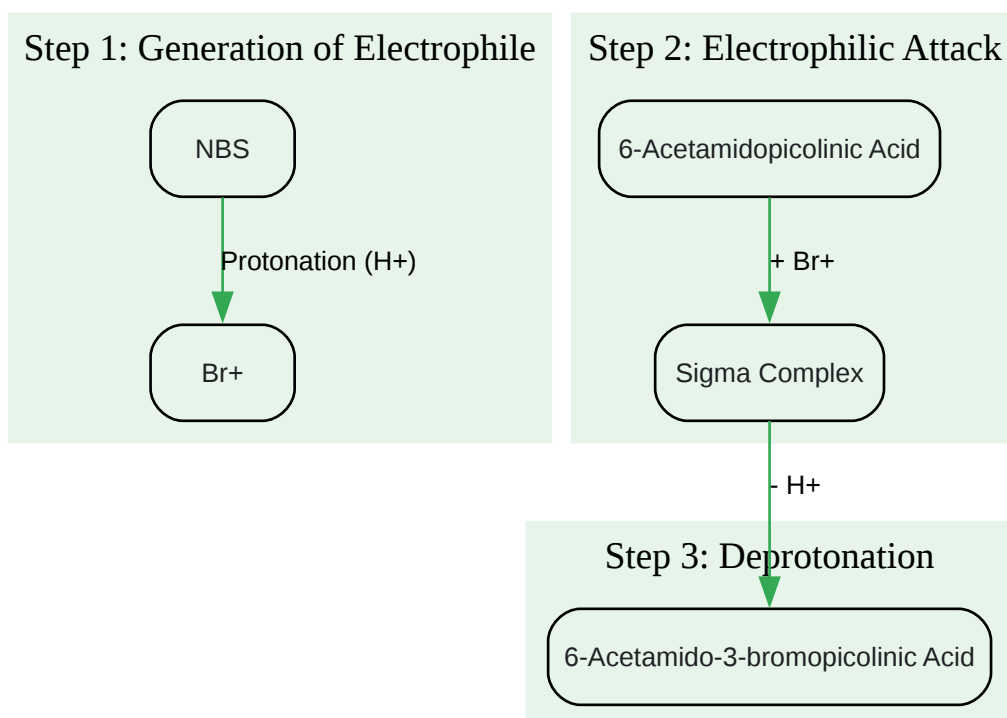 Step 1: Generation of Electrophile
NBS
Protonation (H+)
Br+
Step 2: Electrophilic Attack
6-Acetamidopicolinic Acid
+ Br+
Sigma Complex
- H+
Step 3: Deprotonation
6-Acetamido-3-bromopicolinic Acid